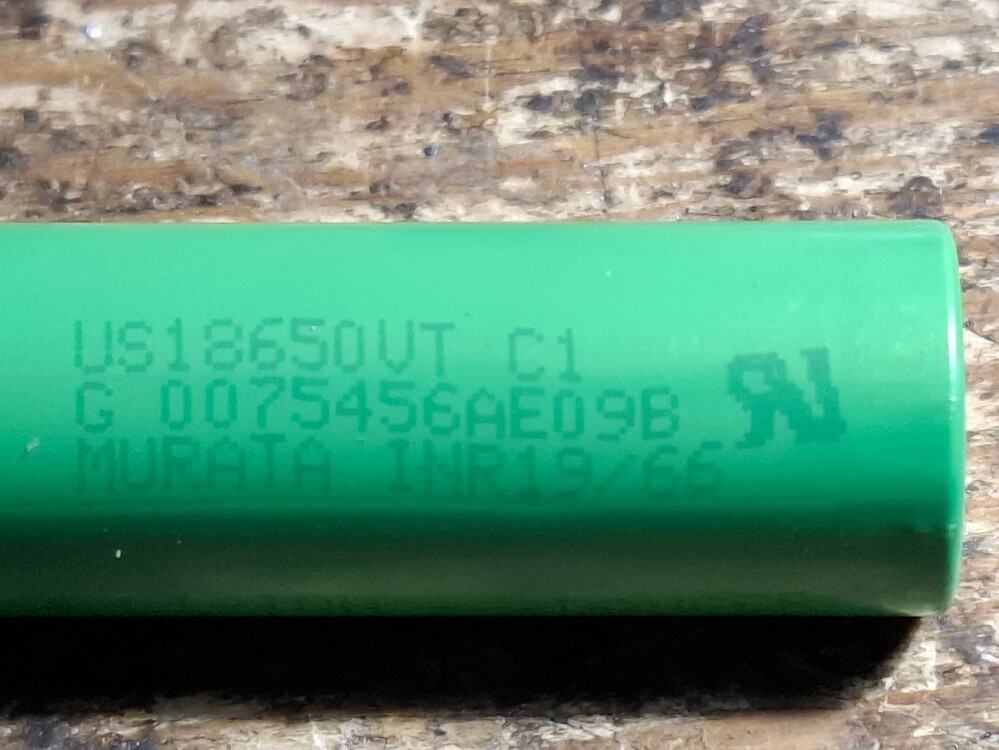 US18650VT C1
G 0075456AE09B
MURATA INR19/66